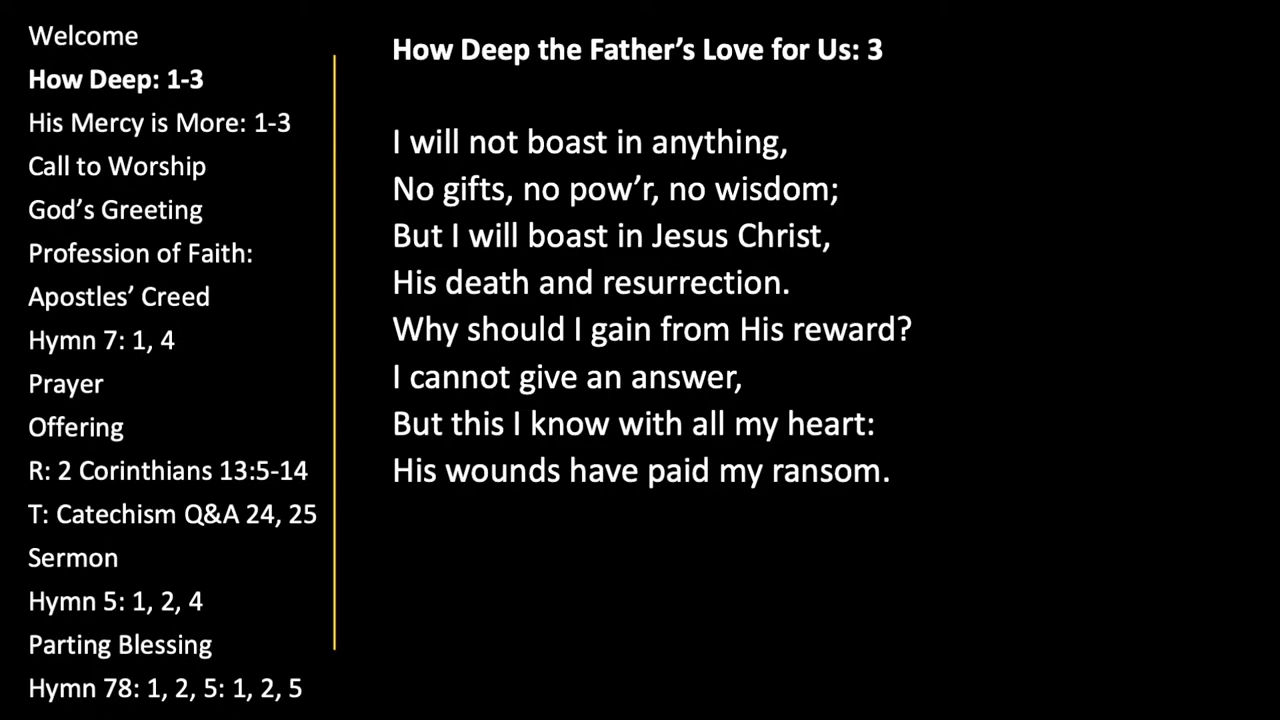 Welcome
How Deep: 1-3
His Mercy is More: 1-3
Call to Worship
God’s Greeting
Profession of Faith:
Apostles’ Creed
Hymn 7: 1, 4
Prayer
Offering
R: 2 Corinthians 13:5-14
T: Catechism Q&A 24, 25
Sermon
Hymn 5: 1, 2, 4
Parting Blessing
Hymn 78: 1, 2, 5: 1, 2, 5
How Deep the Father’s Love for Us: 3
I will not boast in anything,
No gifts, no pow’r, no wisdom;
But I will boast in Jesus Christ,
His death and resurrection.
Why should I gain from His reward?
I cannot give an answer,
But this I know with all my heart:
His wounds have paid my ransom.